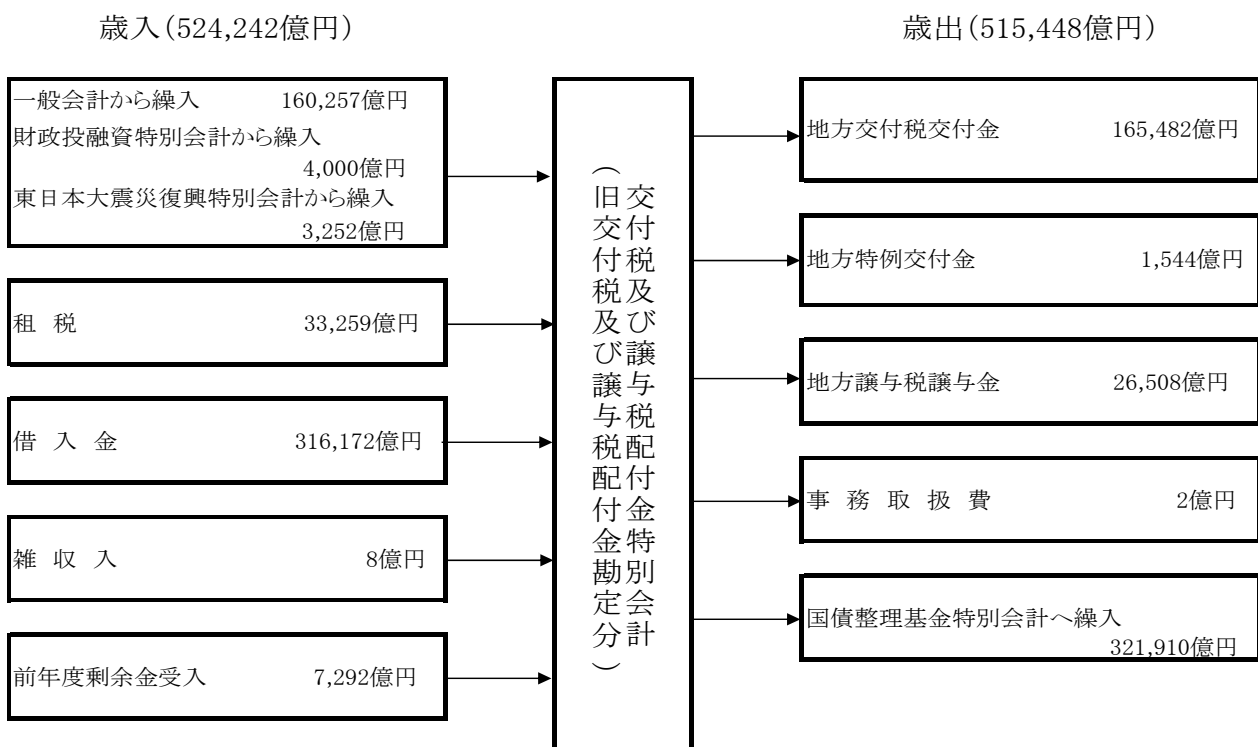 歳入(524,242億円)
一般会計から繰入 160,257億円
財政投融資特別会計から繰入
4,000億円
東日本大震災復興特別会計から繰入
3,252億円
租 税 33,259億円
借 入 金 316,172億円
雑 収 入 8億円
前年度剰余金受入 7,292億円
交付税及び譲与税配付金特別会計
(旧交付税及び譲与税配付金勘定分)
歳出(515,448億円)
地方交付税交付金 165,482億円
地方特例交付金 1,544億円
地方譲与税譲与金 26,508億円
事 務 取 扱 費 2億円
国債整理基金特別会計へ繰入
321,910億円